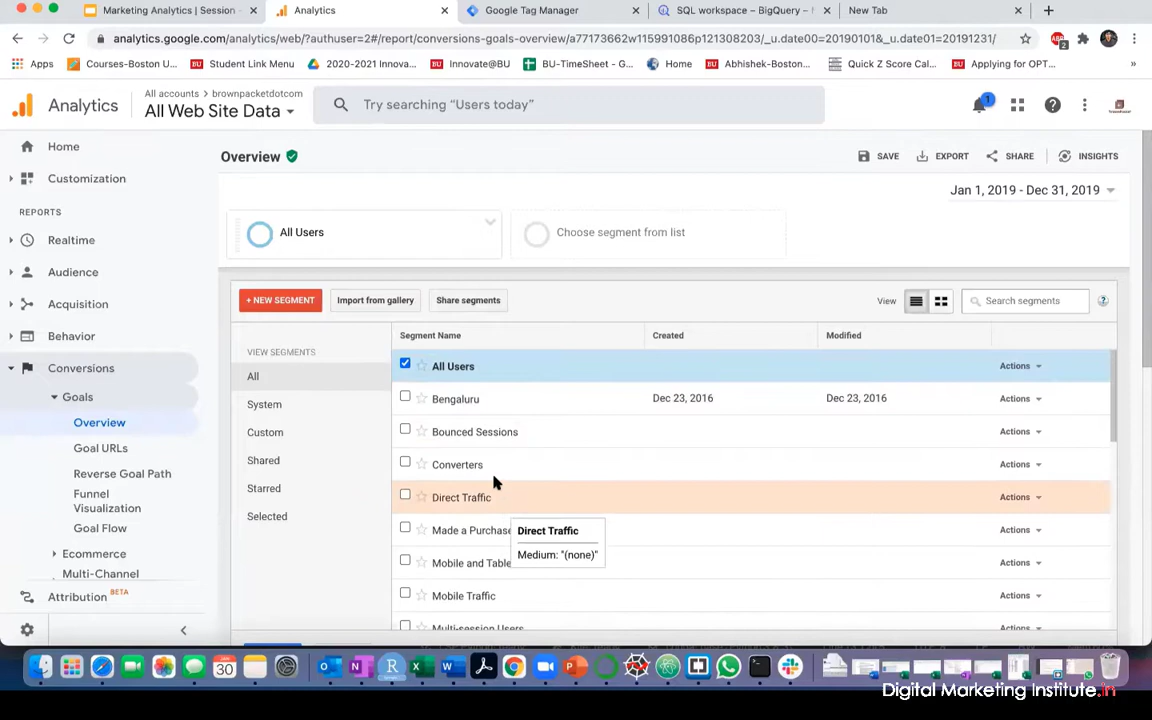 Marketing Analytics | Session -
Analytics
Google Tag Manager
SQL workspace – BigQuery –
New Tab
analytics.google.com/analytics/web/?authuser=2#/report/conversions-goals-overview/a77173662w115991086p121308203/_u.date00=20190101&_u.date01=20191231/
2
Apps
Courses-Boston U...
Student Link Menu
2020-2021 Innova...
Innovate@BU
BU-TimeSheet - G...
Home
Abhishek-Boston...
Quick Z Score Cal...
Applying for OPT...
»
Analytics
All accounts > brownpacketdotcom
All Web Site Data
Try searching “Users today”
1
Home
Customization
REPORTS
Realtime
Audience
Acquisition
Behavior
Conversions
Goals
Overview
Goal URLs
Reverse Goal Path
Funnel
Visualization
Goal Flow
Ecommerce
Multi-Channel
Attribution BETA
Overview
SAVE
EXPORT
SHARE
INSIGHTS
Jan 1, 2019 - Dec 31, 2019
All Users
Choose segment from list
+ NEW SEGMENT
Import from gallery
Share segments
View
Search segments
?
VIEW SEGMENTS
All
System
Custom
Shared
Starred
Selected
Segment Name Created Modified
All Users Actions
Bengaluru Dec 23, 2016 Dec 23, 2016 Actions
Bounced Sessions Actions
Converters Actions
Direct Traffic Actions
Made a Purchase Actions
Direct Traffic
Medium: "(none)"
Mobile and Table Actions
Mobile Traffic Actions
Multi-session Users Actions
30
Digital Marketing Institute.in